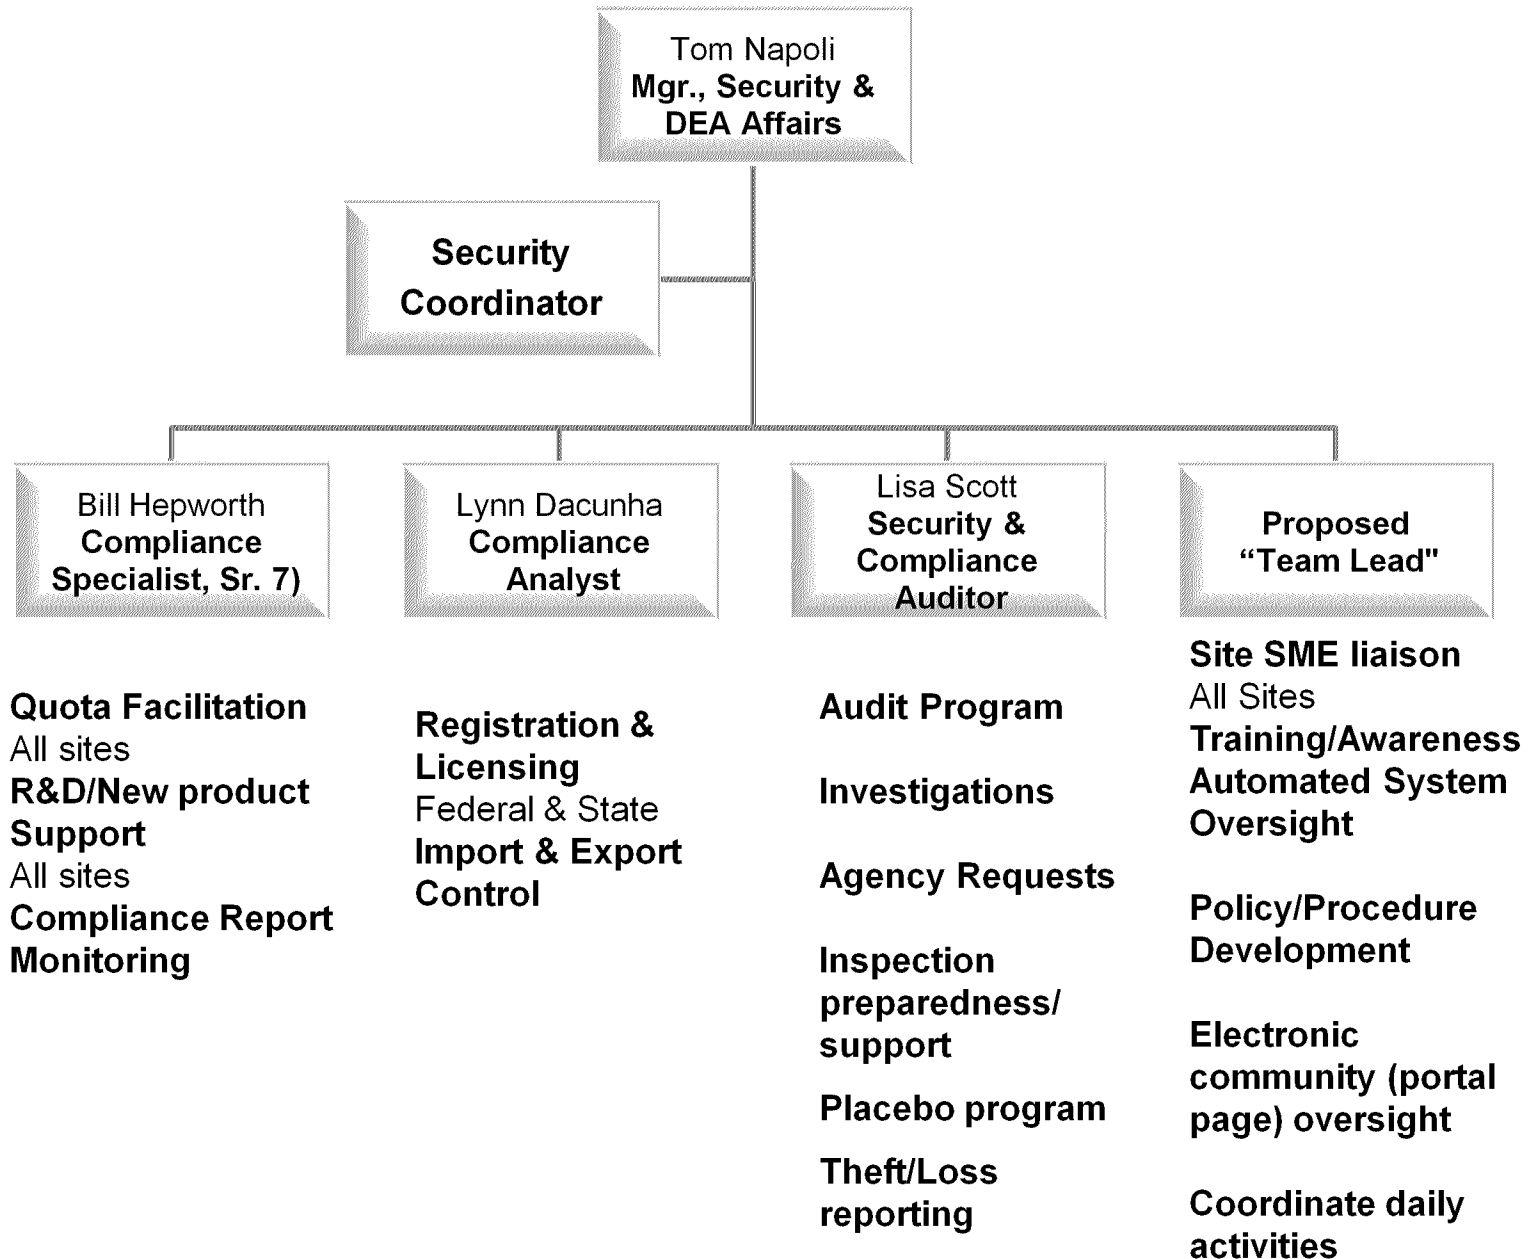 Tom Napoli
Mgr., Security &
DEA Affairs
Security
Coordinator
Bill Hepworth
Compliance
Specialist, Sr. 7)
Lynn Dacunha
Compliance
Analyst
Lisa Scott
Security &
Compliance
Auditor
Proposed
“Team Lead"
Quota Facilitation
All sites
R&D/New product
Support
All sites
Compliance Report
Monitoring
Registration &
Licensing
Federal & State
Import & Export
Control
Audit Program
Investigations
Agency Requests
Inspection
preparedness/
support
Placebo program
Theft/Loss
reporting
Site SME liaison
All Sites
Training/Awareness
Automated System
Oversight
Policy/Procedure
Development
Electronic
community (portal
page) oversight
Coordinate daily
activities